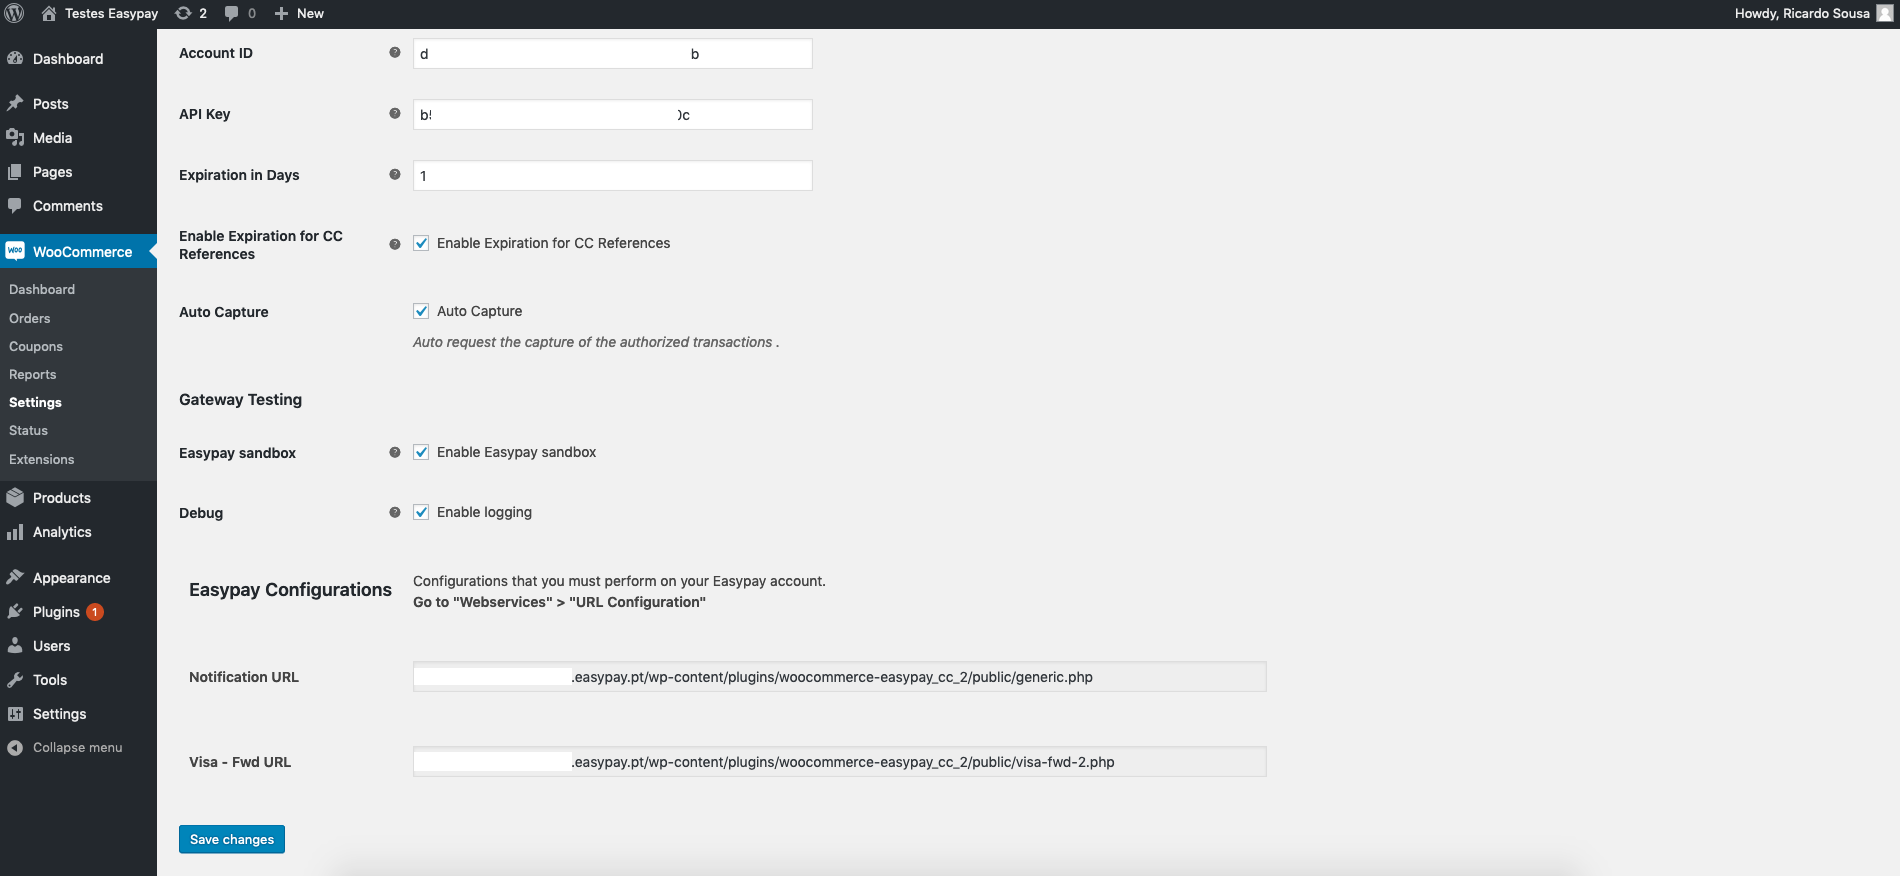 Testes Easypay 2 0 New Howdy, Ricardo Sousa
Dashboard
Posts
Media
Pages
Comments
WooCommerce
Dashboard
Orders
Coupons
Reports
Settings
Status
Extensions
Products
Analytics
Appearance
Plugins 1
Users
Tools
Settings
Collapse menu
Account ID ? d b
API Key ? b 0c
Expiration in Days ? 1
Enable Expiration for CC
References ? Enable Expiration for CC References
Auto Capture Auto Capture
Auto request the capture of the authorized transactions .
Gateway Testing
Easypay sandbox ? Enable Easypay sandbox
Debug ? Enable logging
Easypay Configurations
Configurations that you must perform on your Easypay account.
Go to "Webservices" > "URL Configuration"
Notification URL .easypay.pt/wp-content/plugins/woocommerce-easypay_cc_2/public/generic.php
Visa - Fwd URL .easypay.pt/wp-content/plugins/woocommerce-easypay_cc_2/public/visa-fwd-2.php
Save changes